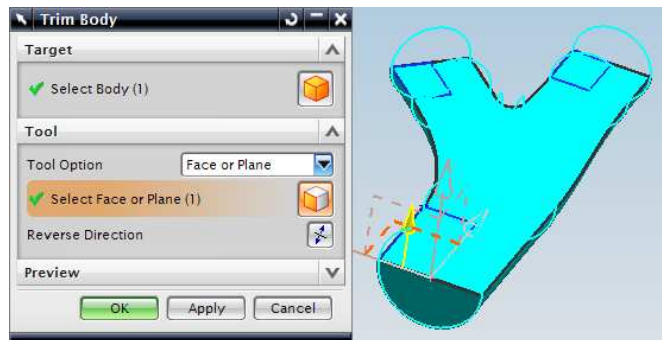 Trim Body
Target
Select Body (1)
Tool
Tool Option Face or Plane
Select Face or Plane (1)
Reverse Direction
Preview
OK Apply Cancel